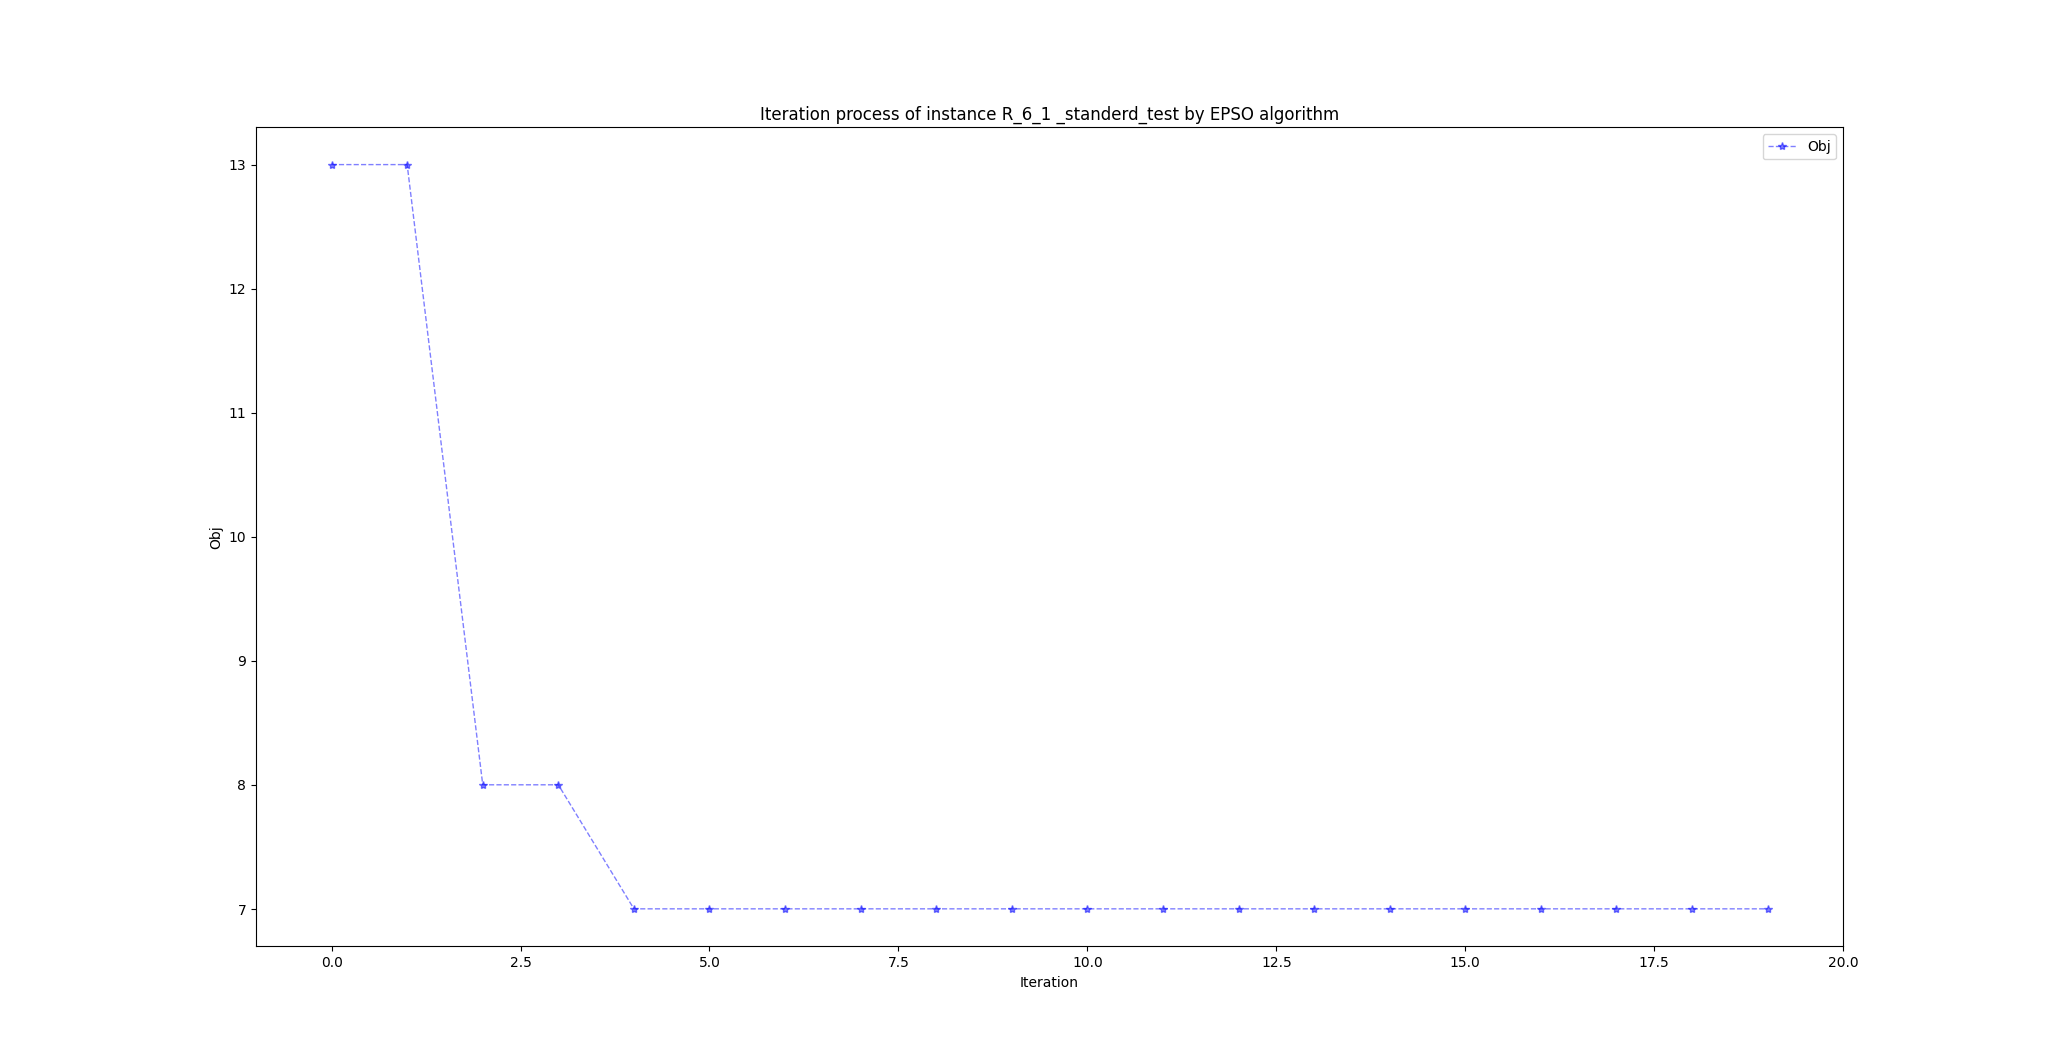 Iteration process of instance R_6_1 _standerd_test by EPSO algorithm
Obj
13
12
11
10
9
8
7
Obj
0.0 2.5 5.0 7.5 10.0 12.5 15.0 17.5 20.0
Iteration